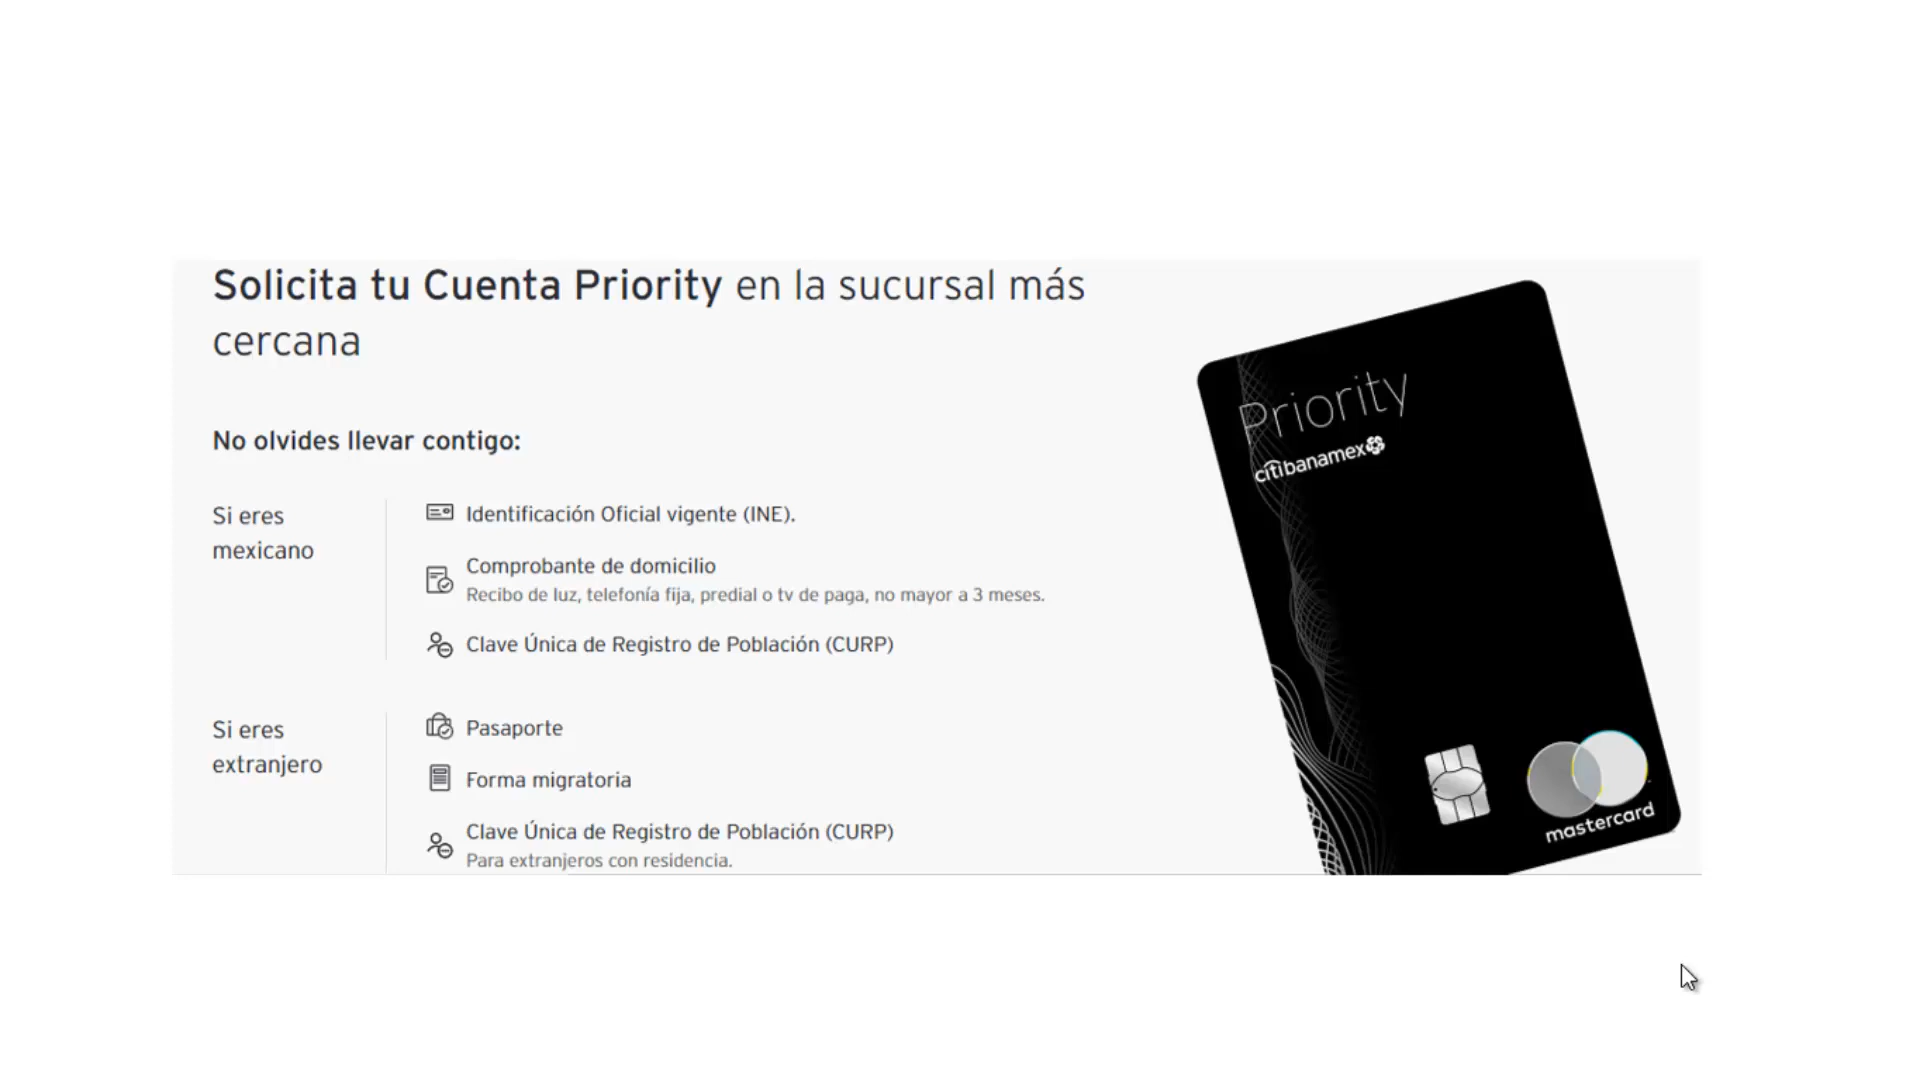 Solicita tu Cuenta Priority en la sucursal más
cercana
No olvides llevar contigo:
Si eres
mexicano
Identificación Oficial vigente (INE).
Comprobante de domicilio
Recibo de luz, telefonía fija, predial o tv de paga, no mayor a 3 meses.
Clave Única de Registro de Población (CURP)
Si eres
extranjero
Pasaporte
Forma migratoria
Clave Única de Registro de Población (CURP)
Para extranjeros con residencia.
Priority
citibanamex
mastercard